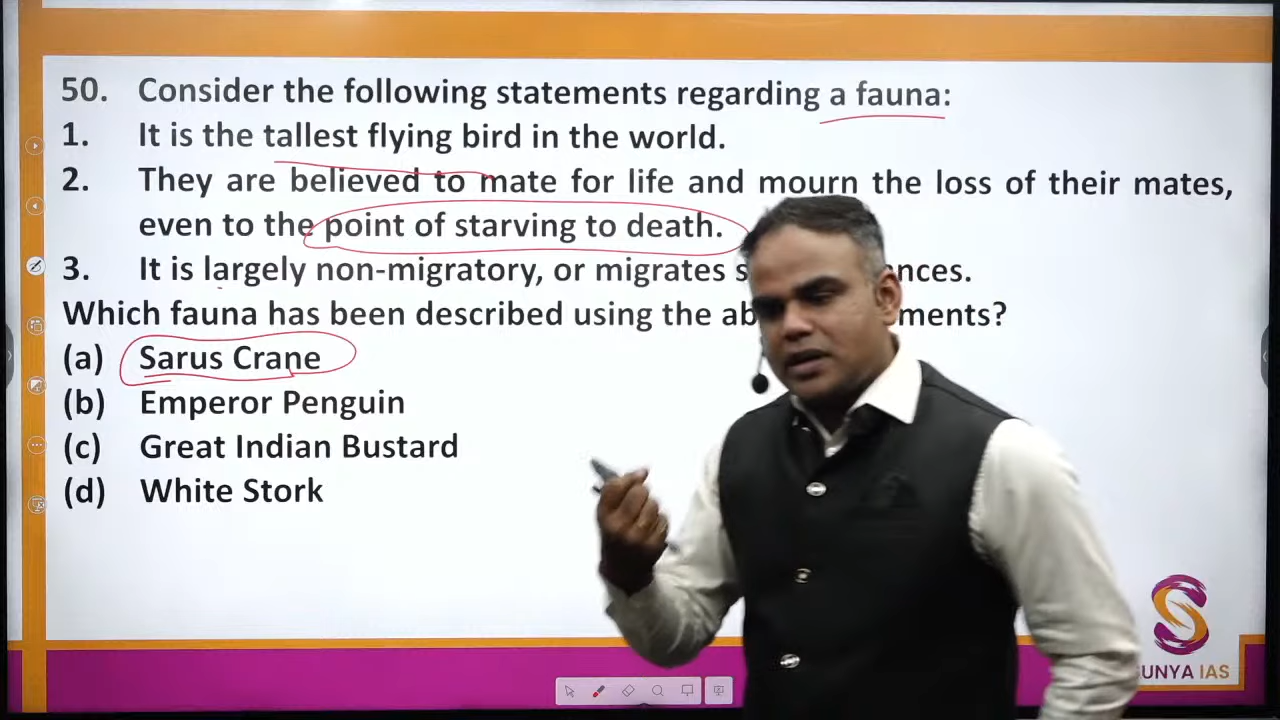 50. Consider the following statements regarding a fauna:
1. It is the tallest flying bird in the world.
2. They are believed to mate for life and mourn the loss of their mates,
even to the point of starving to death.
3. It is largely non-migratory, or migrates
Which fauna has been described using the
(a) Sarus Crane
(b) Emperor Penguin
(c) Great Indian Bustard
(d) White Stork
IAS